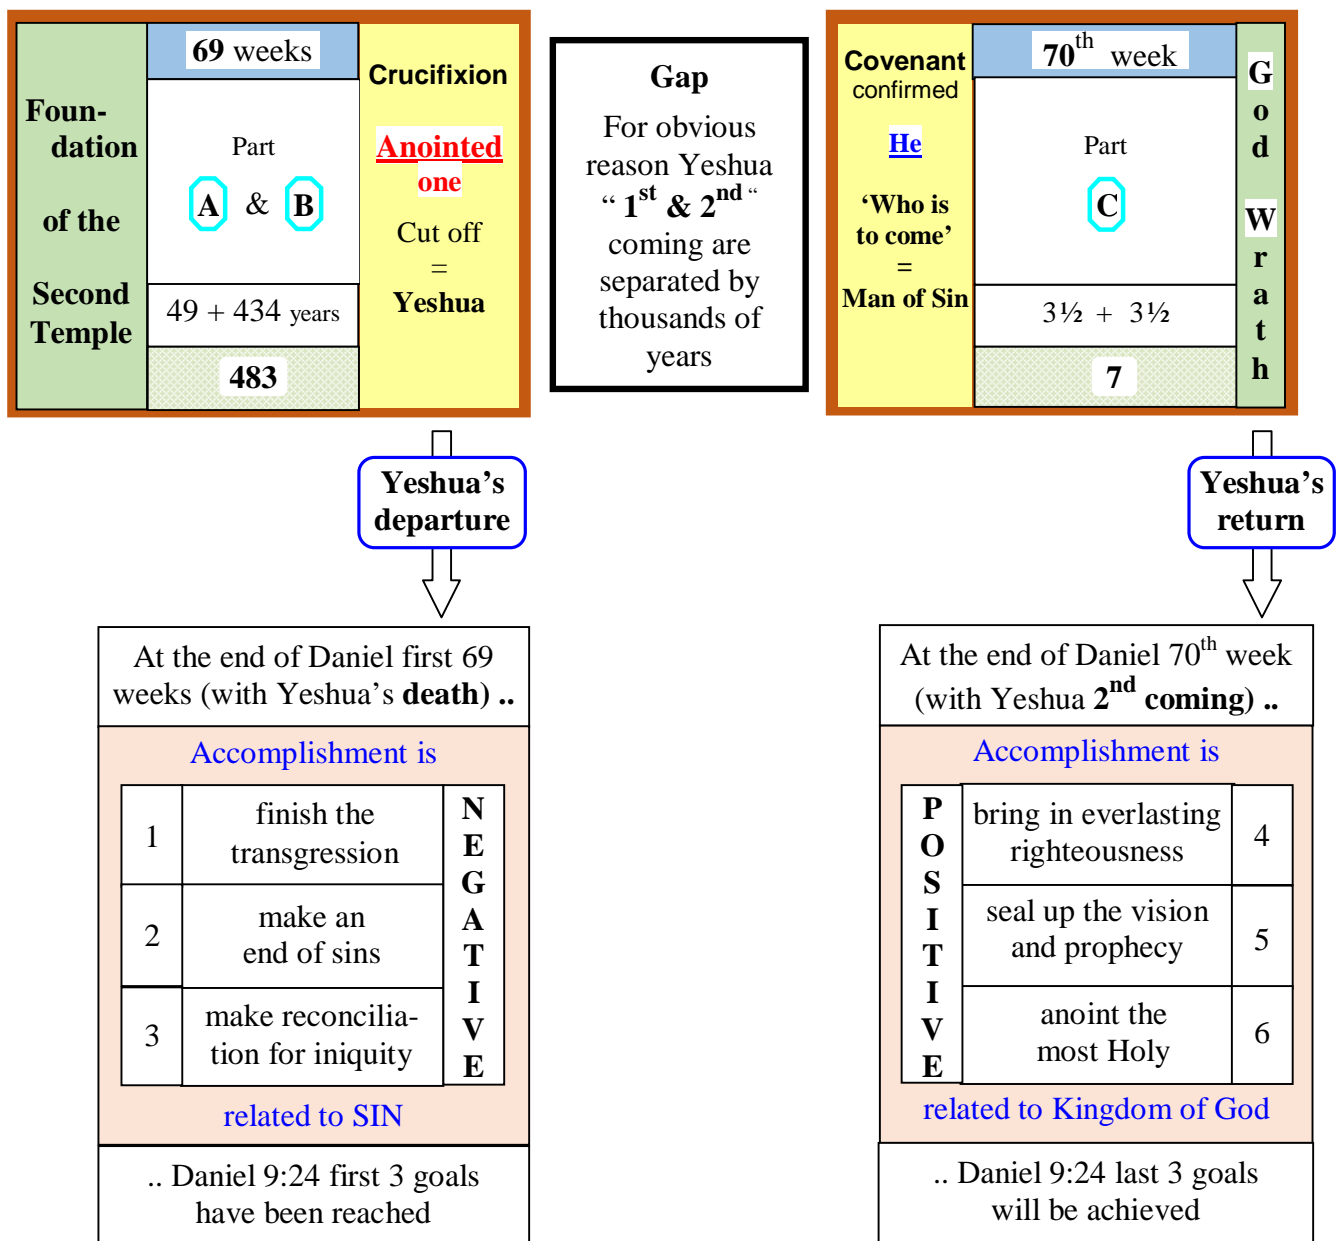 69 weeks
Foun-
dation
of the
Second
Temple
Part
A & B
49 + 434 years
483
Crucifixion
Anointed
one
Cut off
=
Yeshua
Gap
For obvious
reason Yeshua
“ 1st & 2nd “
coming are
separated by
thousands of
years
Covenant
confirmed
He
‘Who is
to come’
=
Man of Sin
70th week
Part
C
3½ + 3½
7
G
o
d
W
r
a
t
h
Yeshua’s
departure
Yeshua’s
return
At the end of Daniel first 69
weeks (with Yeshua’s death) ..
Accomplishment is
1
finish the
transgression
2
make an
end of sins
3
make reconcilia-
tion for iniquity
N
E
G
A
T
I
V
E
related to SIN
.. Daniel 9:24 first 3 goals
have been reached
At the end of Daniel 70th week
(with Yeshua 2nd coming) ..
Accomplishment is
P
O
S
I
T
I
V
E
bring in everlasting
righteousness
4
seal up the vision
and prophecy
5
anoint the
most Holy
6
related to Kingdom of God
.. Daniel 9:24 last 3 goals
will be achieved